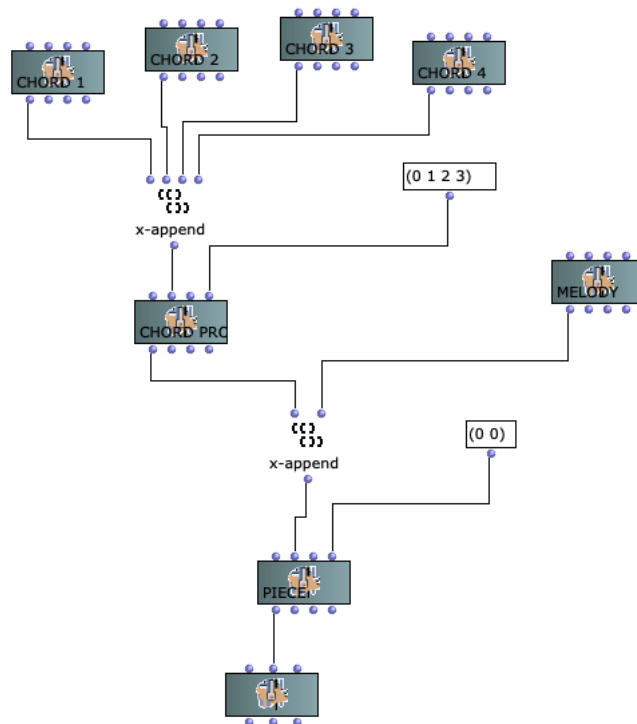 CHORD 1
CHORD 2
CHORD 3
CHORD 4
x-append
(0 1 2 3)
CHORD PRO
MELODY
x-append
(0 0)
PIECE